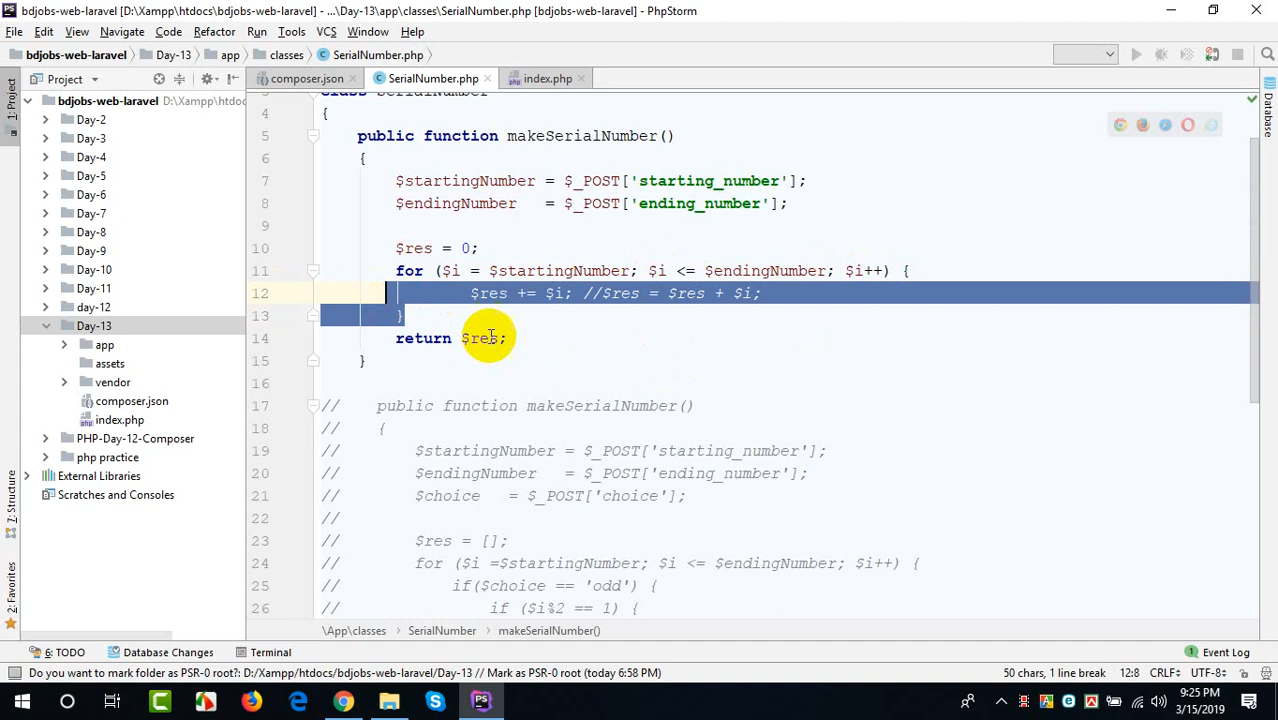 bdjobs-web-laravel [D:\Xampp\htdocs\bdjobs-web-laravel] - ...\Day-13\app\classes\SerialNumber.php [bdjobs-web-laravel] - PhpStorm
File Edit View Navigate Code Refactor Run Tools VCS Window Help
bdjobs-web-laravel Day-13 app classes SerialNumber.php
Project composer.json SerialNumber.php index.php
1: Project
Database
7: Structure
2: Favorites
bdjobs-web-laravel D:\Xampp\htdoc
Day-2
Day-3
Day-4
Day-5
Day-6
Day-7
Day-8
Day-9
Day-10
Day-11
day-12
Day-13
app
assets
vendor
composer.json
index.php
PHP-Day-12-Composer
php practice
External Libraries
Scratches and Consoles
3 class SerialNumber
4 {
5 public function makeSerialNumber()
6 {
7 $startingNumber = $_POST['starting_number'];
8 $endingNumber = $_POST['ending_number'];
9
10 $res = 0;
11 for ($i = $startingNumber; $i <= $endingNumber; $i++) {
12 $res += $i; //$res = $res + $i;
13 }
14 return $res;
15 }
16
17 // public function makeSerialNumber()
18 // {
19 // $startingNumber = $_POST['starting_number'];
20 // $endingNumber = $_POST['ending_number'];
21 // $choice = $_POST['choice'];
22 //
23 // $res = [];
24 // for ($i =$startingNumber; $i <= $endingNumber; $i++) {
25 // if($choice == 'odd') {
26 // if ($i%2 == 1) {
\App\classes SerialNumber makeSerialNumber()
6: TODO Database Changes Terminal Event Log
Do you want to mark folder as PSR-0 root?: D:/Xampp/htdocs/bdjobs-web-laravel/Day-13 // Mark as PSR-0 root (today 6:58 PM) 50 chars, 1 line break 12:8 CRLF UTF-8
PS
9:25 PM
3/15/2019